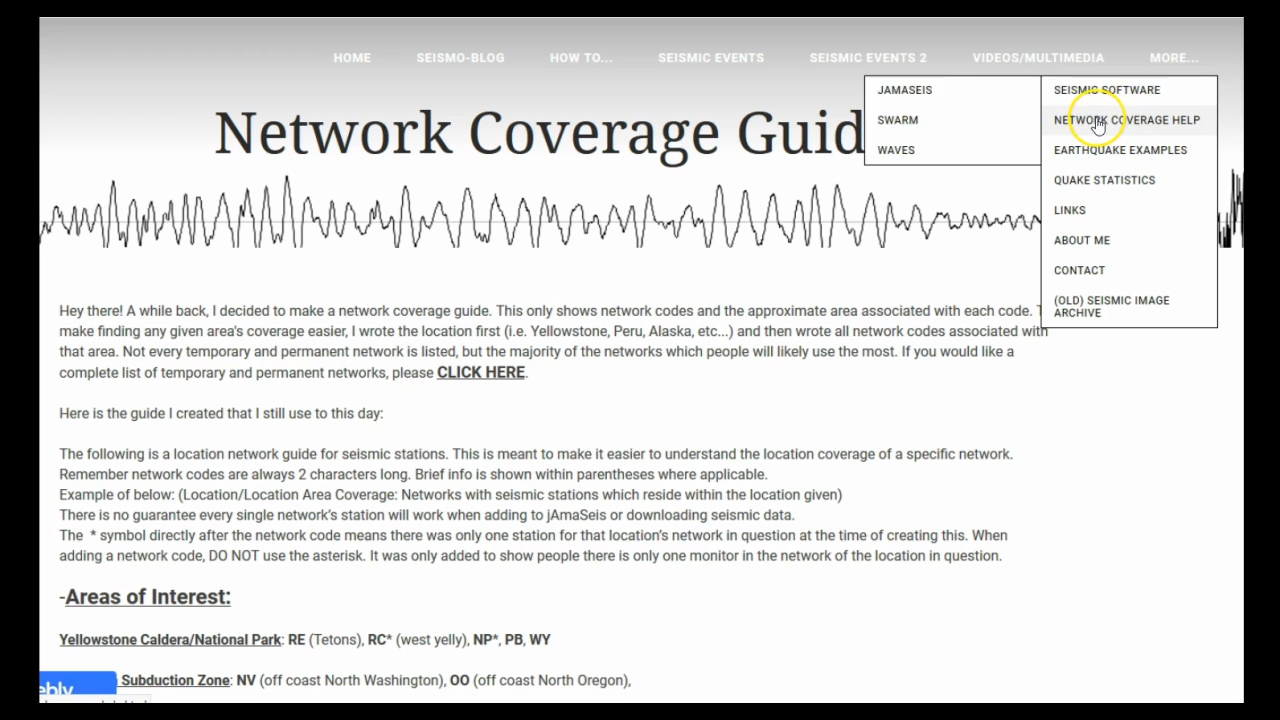 HOME SEISMO-BLOG HOW TO... SEISMIC EVENTS SEISMIC EVENTS 2 VIDEOS/MULTIMEDIA MORE...
JAMASEIS
SWARM
WAVES
SEISMIC SOFTWARE
NETWORK COVERAGE HELP
EARTHQUAKE EXAMPLES
QUAKE STATISTICS
LINKS
ABOUT ME
CONTACT
(OLD) SEISMIC IMAGE
ARCHIVE
Network Coverage Guid
Hey there! A while back, I decided to make a network coverage guide. This only shows network codes and the approximate area associated with each code.
make finding any given area's coverage easier, I wrote the location first (i.e. Yellowstone, Peru, Alaska, etc...) and then wrote all network codes associated with
that area. Not every temporary and permanent network is listed, but the majority of the networks which people will likely use the most. If you would like a
complete list of temporary and permanent networks, please CLICK HERE.
Here is the guide I created that I still use to this day:
The following is a location network guide for seismic stations. This is meant to make it easier to understand the location coverage of a specific network.
Remember network codes are always 2 characters long. Brief info is shown within parentheses where applicable.
Example of below: (Location/Location Area Coverage: Networks with seismic stations which reside within the location given)
There is no guarantee every single network's station will work when adding to jAmaSeis or downloading seismic data.
The * symbol directly after the network code means there was only one station for that location's network in question at the time of creating this. When
adding a network code, DO NOT use the asterisk. It was only added to show people there is only one monitor in the network of the location in question.
-Areas of Interest:
Yellowstone Caldera/National Park: RE (Tetons), RC* (west yelly), NP*, PB, WY
Subduction Zone: NV (off coast North Washington), OO (off coast North Oregon),
ebly